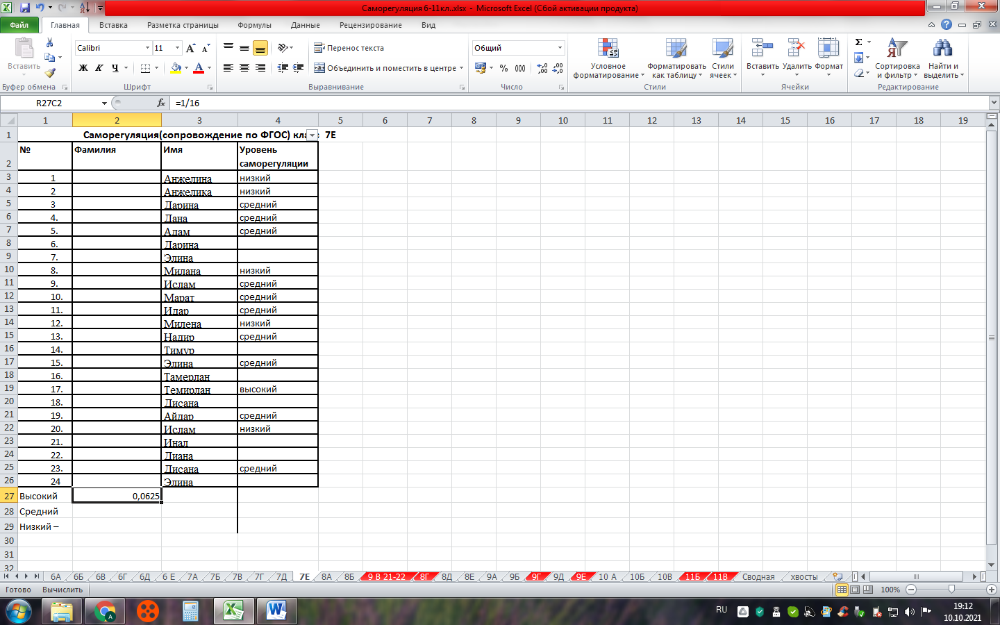 Саморегуляция 6-11кл..xlsx - Microsoft Excel (Сбой активации продукта)
Файл Главная Вставка Разметка страницы Формулы Данные Рецензирование Вид
Вставить Calibri 11 Перенос текста Общий Условное форматирование Форматировать как таблицу Стили ячеек Вставить Удалить Формат Сортировка и фильтр Найти и выделить
Ж К Ч Объединить и поместить в центре % 000
Буфер обмена Шрифт Выравнивание Число Стили Ячейки Редактирование
R27C2 fx =1/16
1 2 3 4 5 6 7 8 9 10 11 12 13 14 15 16 17 18 19
1 Саморегуляция(сопровождение по ФГОС) кла 7Е
2 № Фамилия Имя Уровень саморегуляции
3 1 Анжелина низкий
4 2 Анжелика низкий
5 3 Дарина средний
6 4. Дана средний
7 5. Адам средний
8 6. Дарина
9 7. Элина
10 8. Милана низкий
11 9. Ислам средний
12 10. Марат средний
13 11. Идар средний
14 12. Милена низкий
15 13. Надир средний
16 14. Тимур
17 15. Элина средний
18 16. Тамерлан
19 17. Темирлан высокий
20 18. Дисана
21 19. Айдар средний
22 20. Ислам низкий
23 21. Инал
24 22. Диана
25 23. Дисана средний
26 24 Элина
27 Высокий 0,0625
28 Средний
29 Низкий –
30
31
32
6А 6Б 6В 6Г 6Д 6 Е 7А 7Б 7В 7Г 7Д 7Е 8А 8Б 9 В 21-22 8Г 8Д 8Е 9А 9Б 9Г 9Д 9Е 10 А 10Б 10В 11Б 11В Сводная хвосты
Готово Вычислить 100%
RU 19:12
10.10.2021